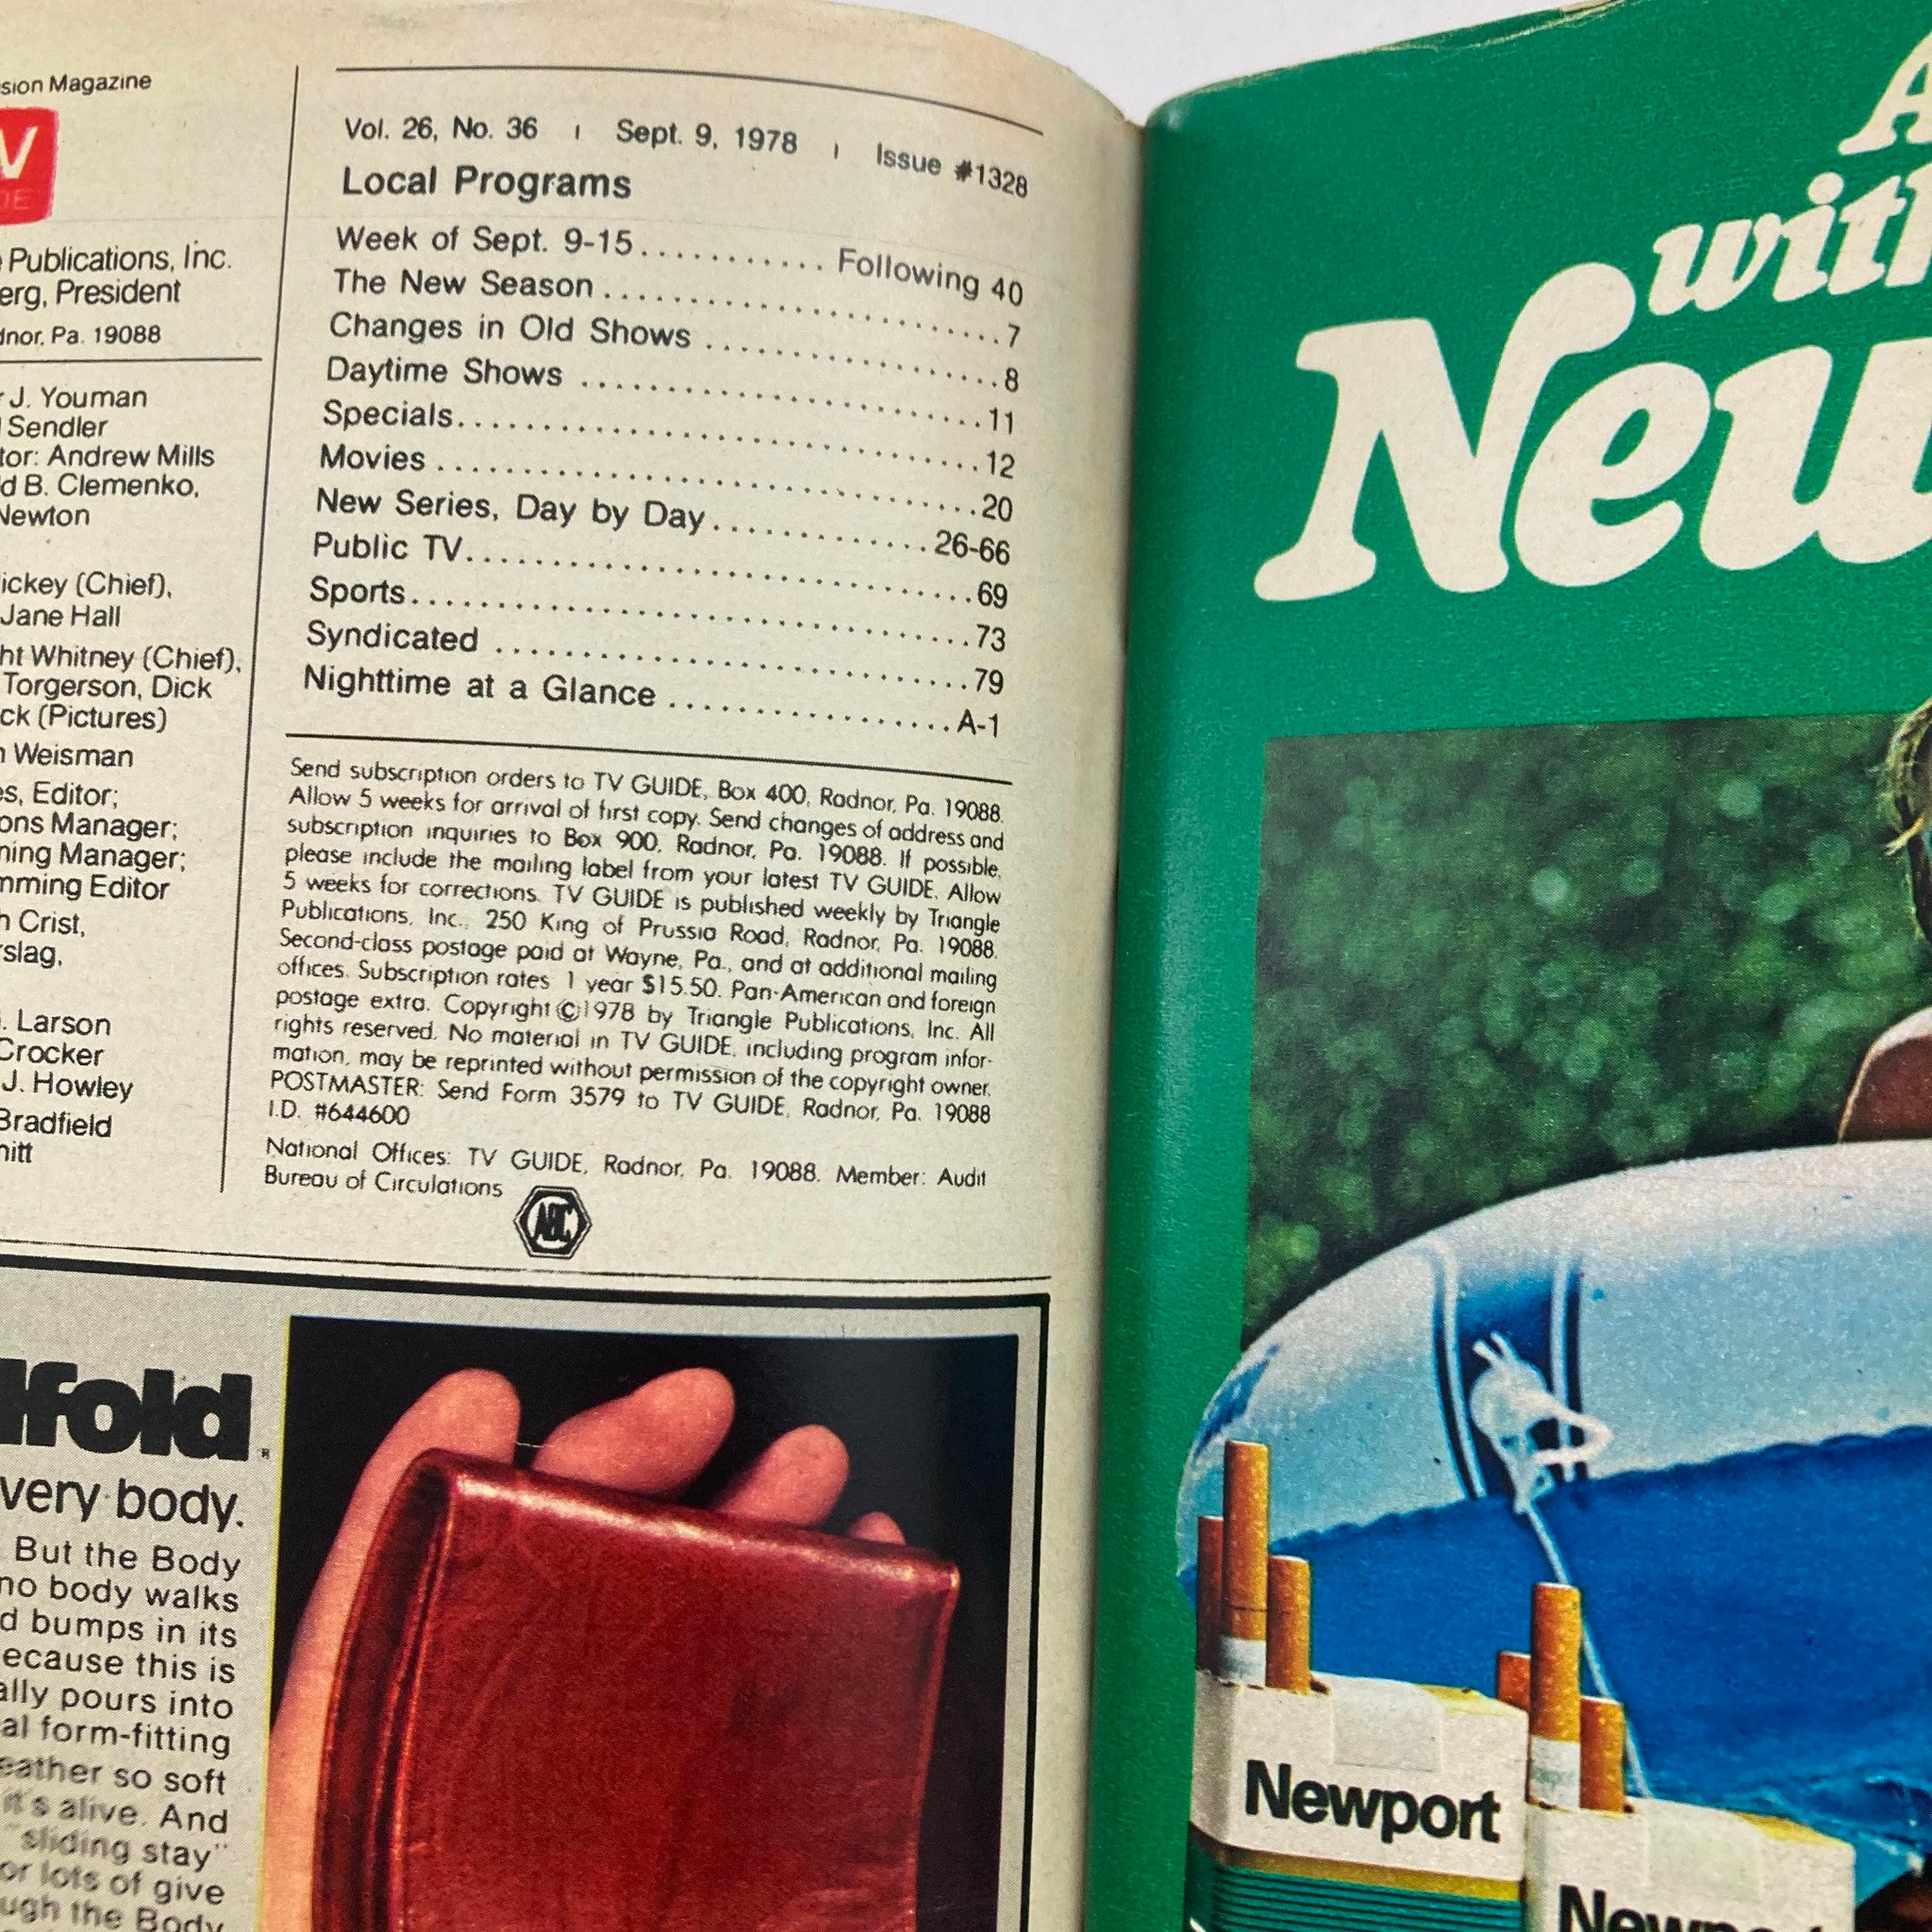 sion Magazine
Publications, Inc.
erg, President
dnor, Pa. 19088
J. Youman
Sendler
tor: Andrew Mills
d B. Clemenko,
Newton
ickey (Chief),
Jane Hall
ht Whitney (Chief),
Torgerson, Dick
ck (Pictures)
Weisman
es, Editor;
ons Manager;
ning Manager;
mming Editor
h Crist,
rslag,
Larson
Crocker
J. Howley
Bradfield
nitt
Vol. 26, No. 36 | Sept. 9, 1978 | Issue #1328
Local Programs
Week of Sept. 9-15........... Following 40
The New Season..................7
Changes in Old Shows ..............8
Daytime Shows ..................11
Specials........................12
Movies .........................20
New Series, Day by Day.............26-66
Public TV.......................69
Sports..........................73
Syndicated .....................79
Nighttime at a Glance .................A-1
Send subscription orders to TV GUIDE, Box 400, Radnor, Pa. 19088.
Allow 5 weeks for arrival of first copy. Send changes of address and
subscription inquiries to Box 900, Radnor, Pa. 19088. If possible,
please include the mailing label from your latest TV GUIDE. Allow
5 weeks for corrections. TV GUIDE is published weekly by Triangle
Publications, Inc., 250 King of Prussia Road, Radnor, Pa. 19088.
Second-class postage paid at Wayne, Pa., and at additional mailing
offices. Subscription rates 1 year $15.50. Pan-American and foreign
postage extra. Copyright ©1978 by Triangle Publications, Inc. All
rights reserved. No material in TV GUIDE, including program infor-
mation, may be reprinted without permission of the copyright owner.
POSTMASTER: Send Form 3579 to TV GUIDE, Radnor, Pa. 19088
I.D. #644600
National Offices: TV GUIDE, Radnor, Pa. 19088. Member: Audit
Bureau of Circulations
ABC
lfold®
very body.
But the Body
no body walks
d bumps in its
ecause this is
ally pours into
al form-fitting
eather so soft
it's alive. And
"sliding stay"
or lots of give
ugh the Body
A
with
New
Newport
Newport